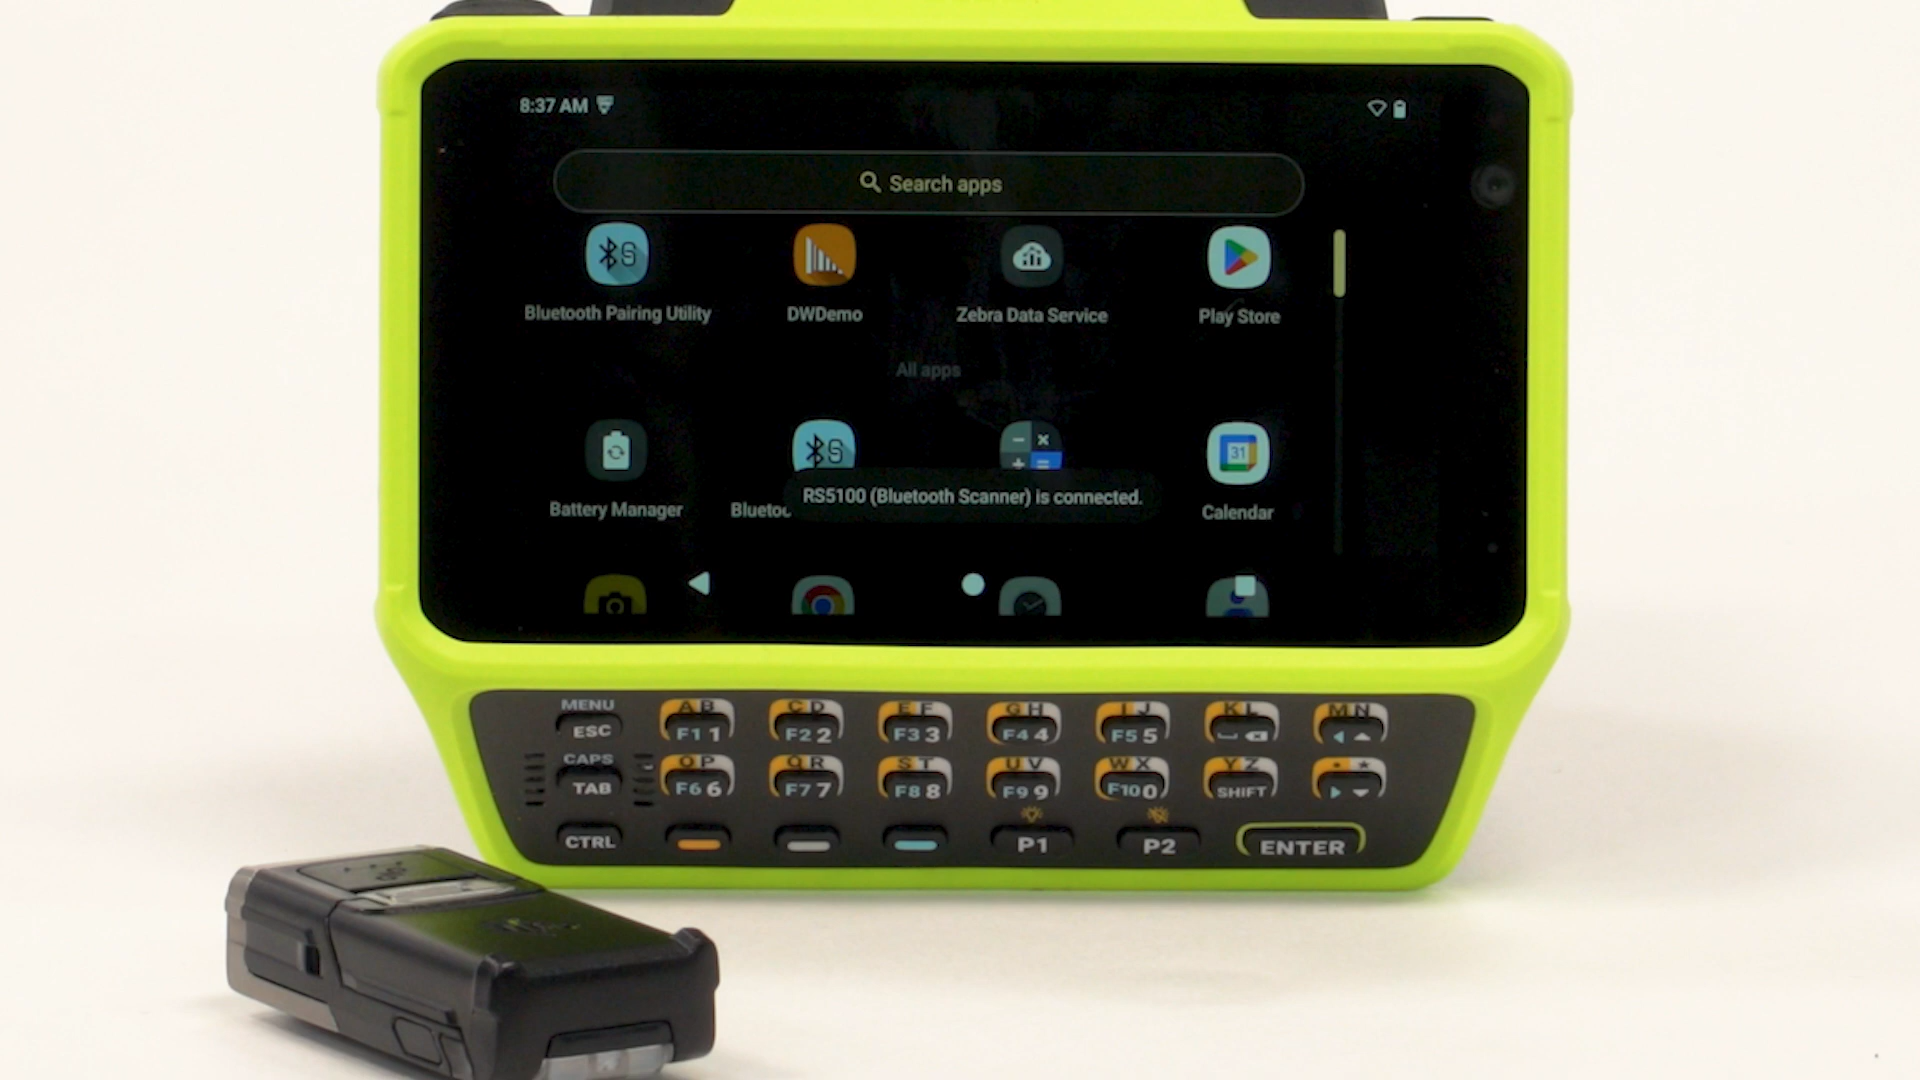 8:37 AM
Search apps
Bluetooth Pairing Utility
DWDemo
Zebra Data Service
Play Store
All apps
Battery Manager
Bluetoo
RS5100 (Bluetooth Scanner) is connected.
31
Calendar
MENU
ESC
A B
F1 1
C D
F2 2
E F
F3 3
G H
F4 4
I J
F5 5
K L
M N
CAPS
TAB
O P
F6 6
Q R
F7 7
S T
F8 8
U V
F9 9
W X
F10 0
Y Z
SHIFT
• *
CTRL
P1
P2
ENTER